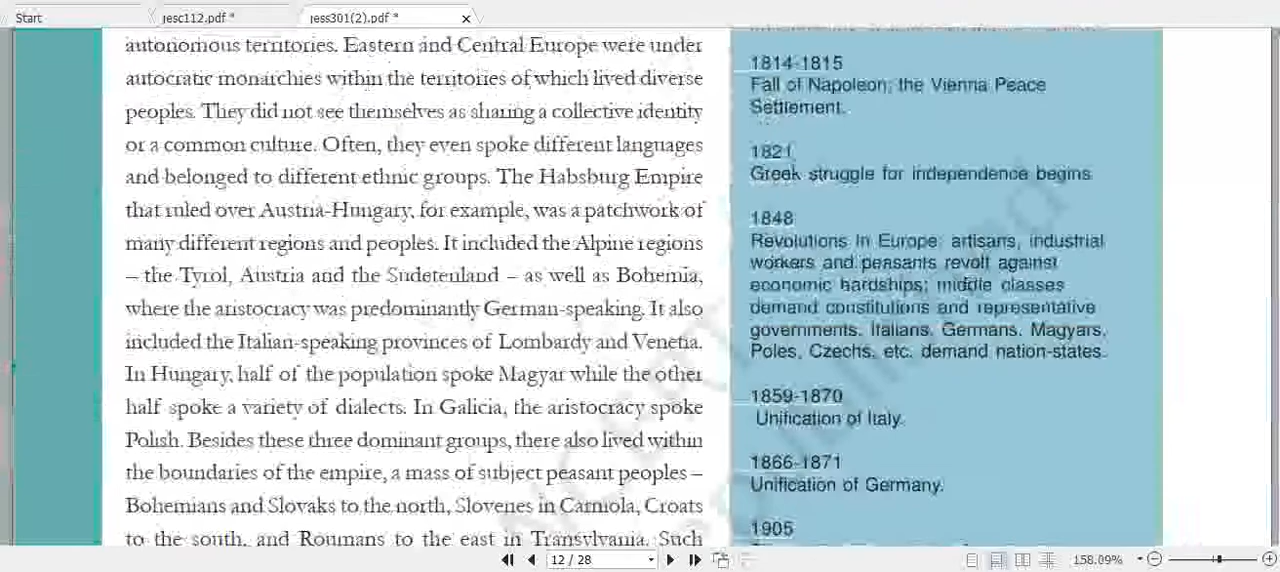 Start
jesc112.pdf *
jess301(2).pdf *
autonomous territories. Eastern and Central Europe were under
autocratic monarchies within the territories of which lived diverse
peoples. They did not see themselves as sharing a collective identity
or a common culture. Often, they even spoke different languages
and belonged to different ethnic groups. The Habsburg Empire
that ruled over Austria-Hungary, for example, was a patchwork of
many different regions and peoples. It included the Alpine regions
– the Tyrol, Austria and the Sudetenland – as well as Bohemia,
where the aristocracy was predominantly German-speaking. It also
included the Italian-speaking provinces of Lombardy and Venetia.
In Hungary, half of the population spoke Magyar while the other
half spoke a variety of dialects. In Galicia, the aristocracy spoke
Polish. Besides these three dominant groups, there also lived within
the boundaries of the empire, a mass of subject peasant peoples –
Bohemians and Slovaks to the north, Slovenes in Carniola, Croats
to the south, and Roumans to the east in Transylvania. Such
1814-1815
Fall of Napoleon; the Vienna Peace
Settlement.
1821
Greek struggle for independence begins
1848
Revolutions in Europe; artisans, industrial
workers and peasants revolt against
economic hardships; middle classes
demand constitutions and representative
governments. Italians, Germans, Magyars,
Poles, Czechs, etc. demand nation-states.
1859-1870
Unification of Italy.
1866-1871
Unification of Germany.
1905
12 / 28
158.09%